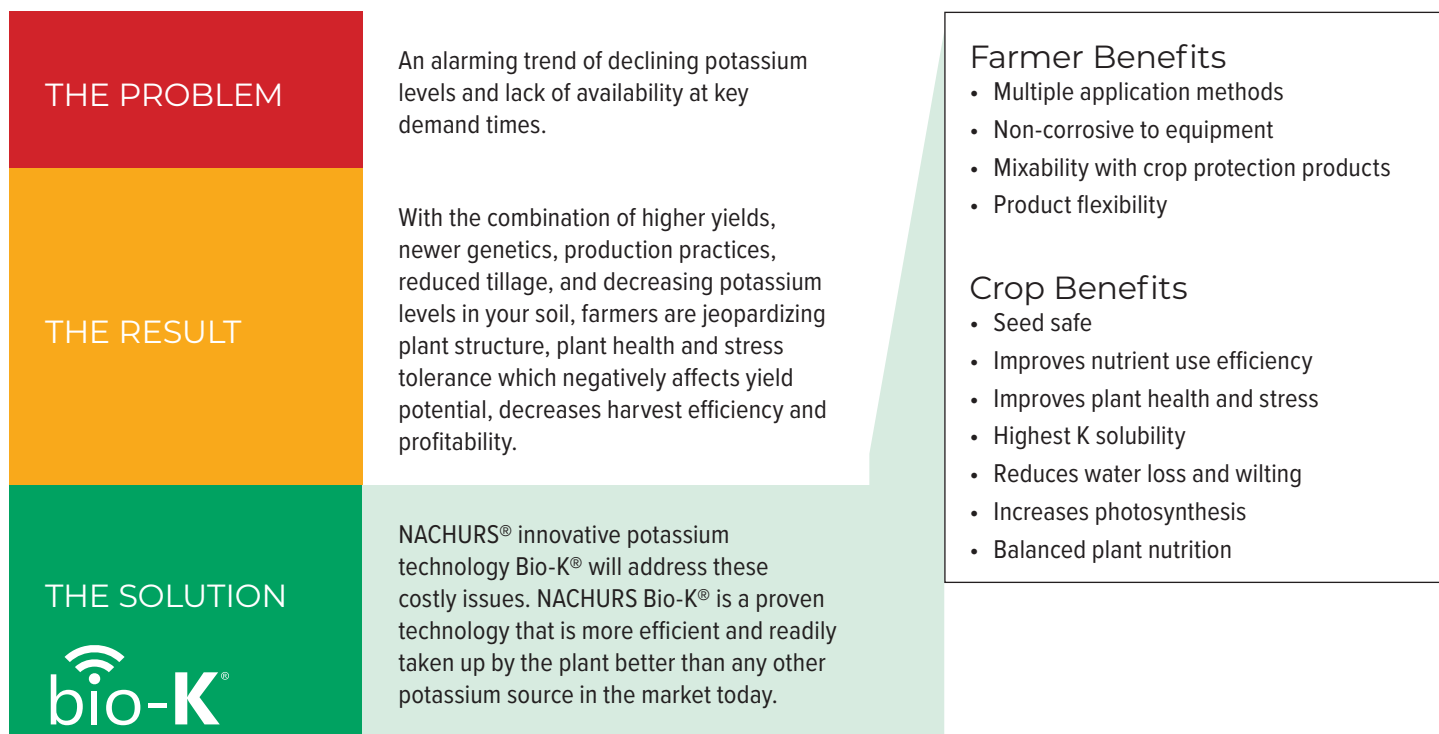 THE PROBLEM
An alarming trend of declining potassium
levels and lack of availability at key
demand times.
THE RESULT
With the combination of higher yields,
newer genetics, production practices,
reduced tillage, and decreasing potassium
levels in your soil, farmers are jeopardizing
plant structure, plant health and stress
tolerance which negatively affects yield
potential, decreases harvest efficiency and
profitability.
THE SOLUTION
bio-K®
NACHURS® innovative potassium
technology Bio-K® will address these
costly issues. NACHURS Bio-K® is a proven
technology that is more efficient and readily
taken up by the plant better than any other
potassium source in the market today.
Farmer Benefits
• Multiple application methods
• Non-corrosive to equipment
• Mixability with crop protection products
• Product flexibility
Crop Benefits
• Seed safe
• Improves nutrient use efficiency
• Improves plant health and stress
• Highest K solubility
• Reduces water loss and wilting
• Increases photosynthesis
• Balanced plant nutrition